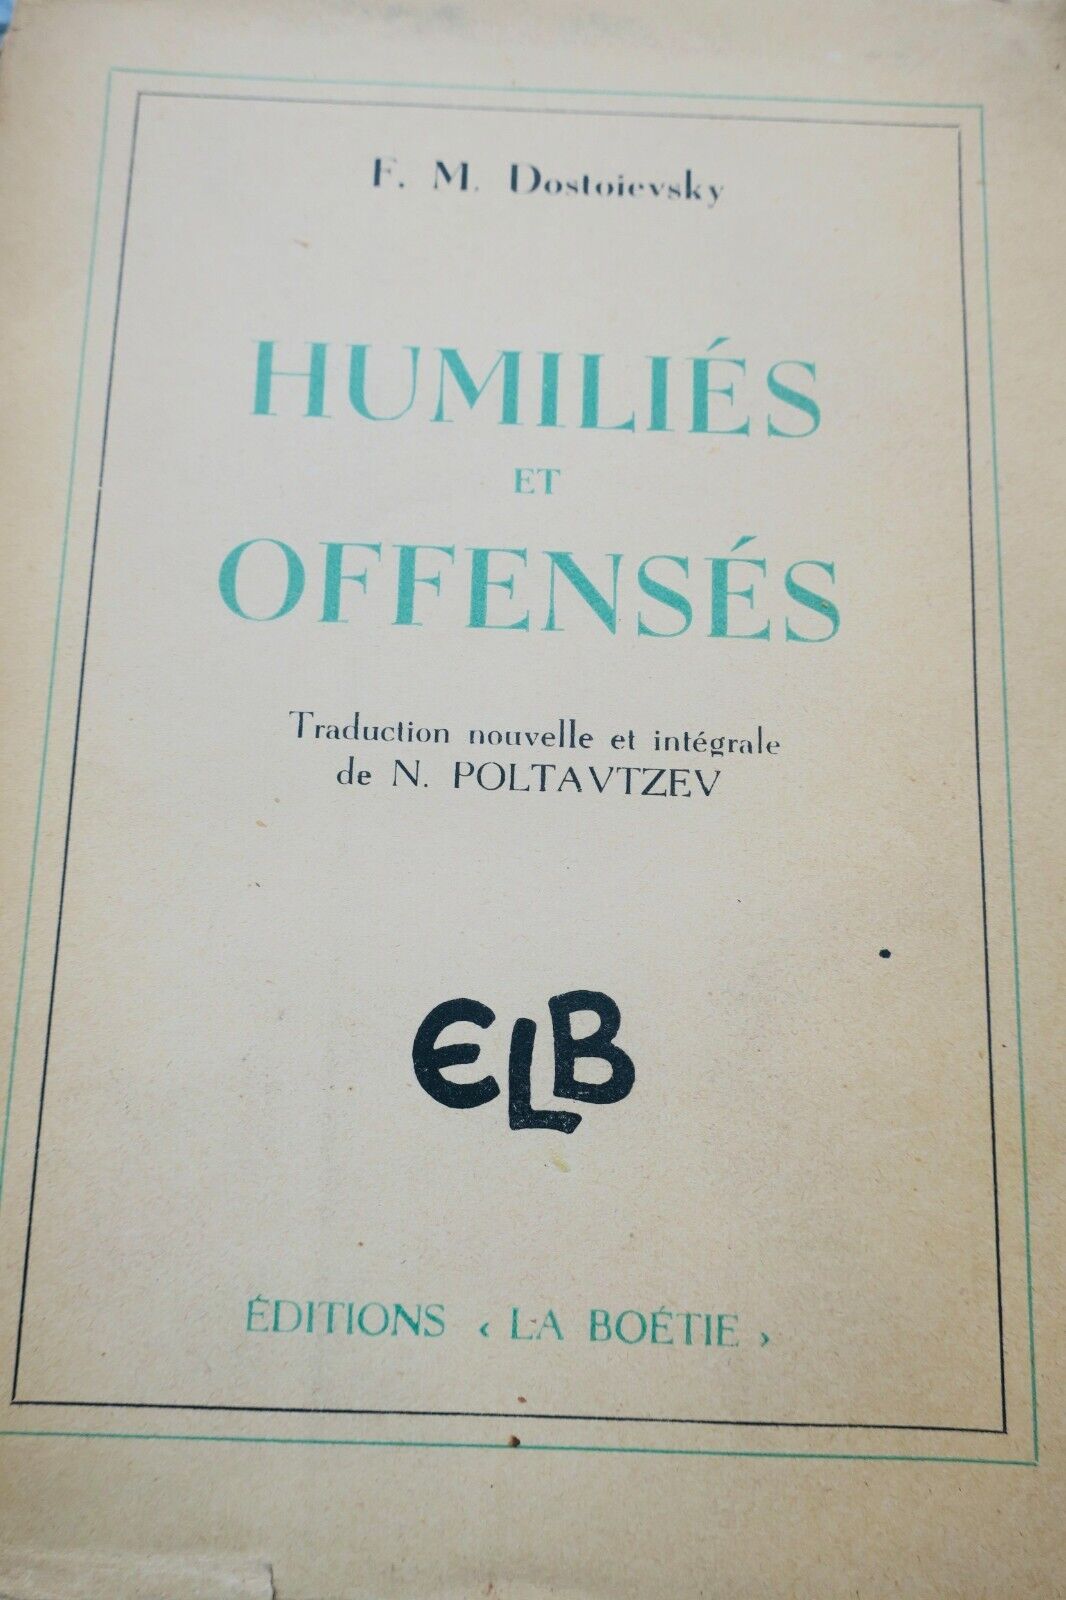 F. M. Dostoievsky
HUMILIÉS
ET
OFFENSÉS
Traduction nouvelle et intégrale
de N. POLTAVTZEV
ELB
ÉDITIONS ‹ LA BOÉTIE ›